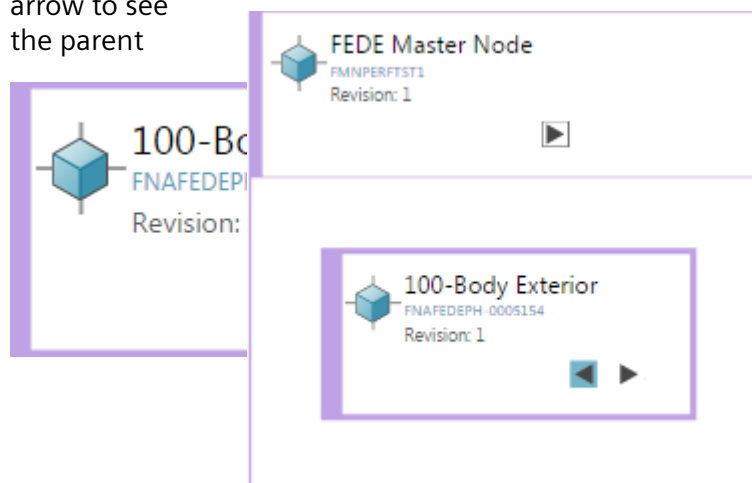 arrow to see
the parent
100-Bo
FNAFEDEPH
Revision:
FEDE Master Node
FMNPERFTST1
Revision: 1
100-Body Exterior
FNAFEDEPH-0005154
Revision: 1